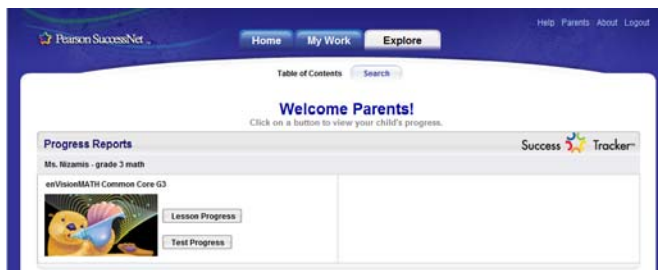 Help Parents About Logout
Pearson SuccessNet™
Home My Work Explore
Table of Contents Search
Welcome Parents!
Click on a button to view your child's progress.
Progress Reports
Success Tracker™
Ms. Nizamis - grade 3 math
enVisionMATH Common Core G3
Lesson Progress
Test Progress